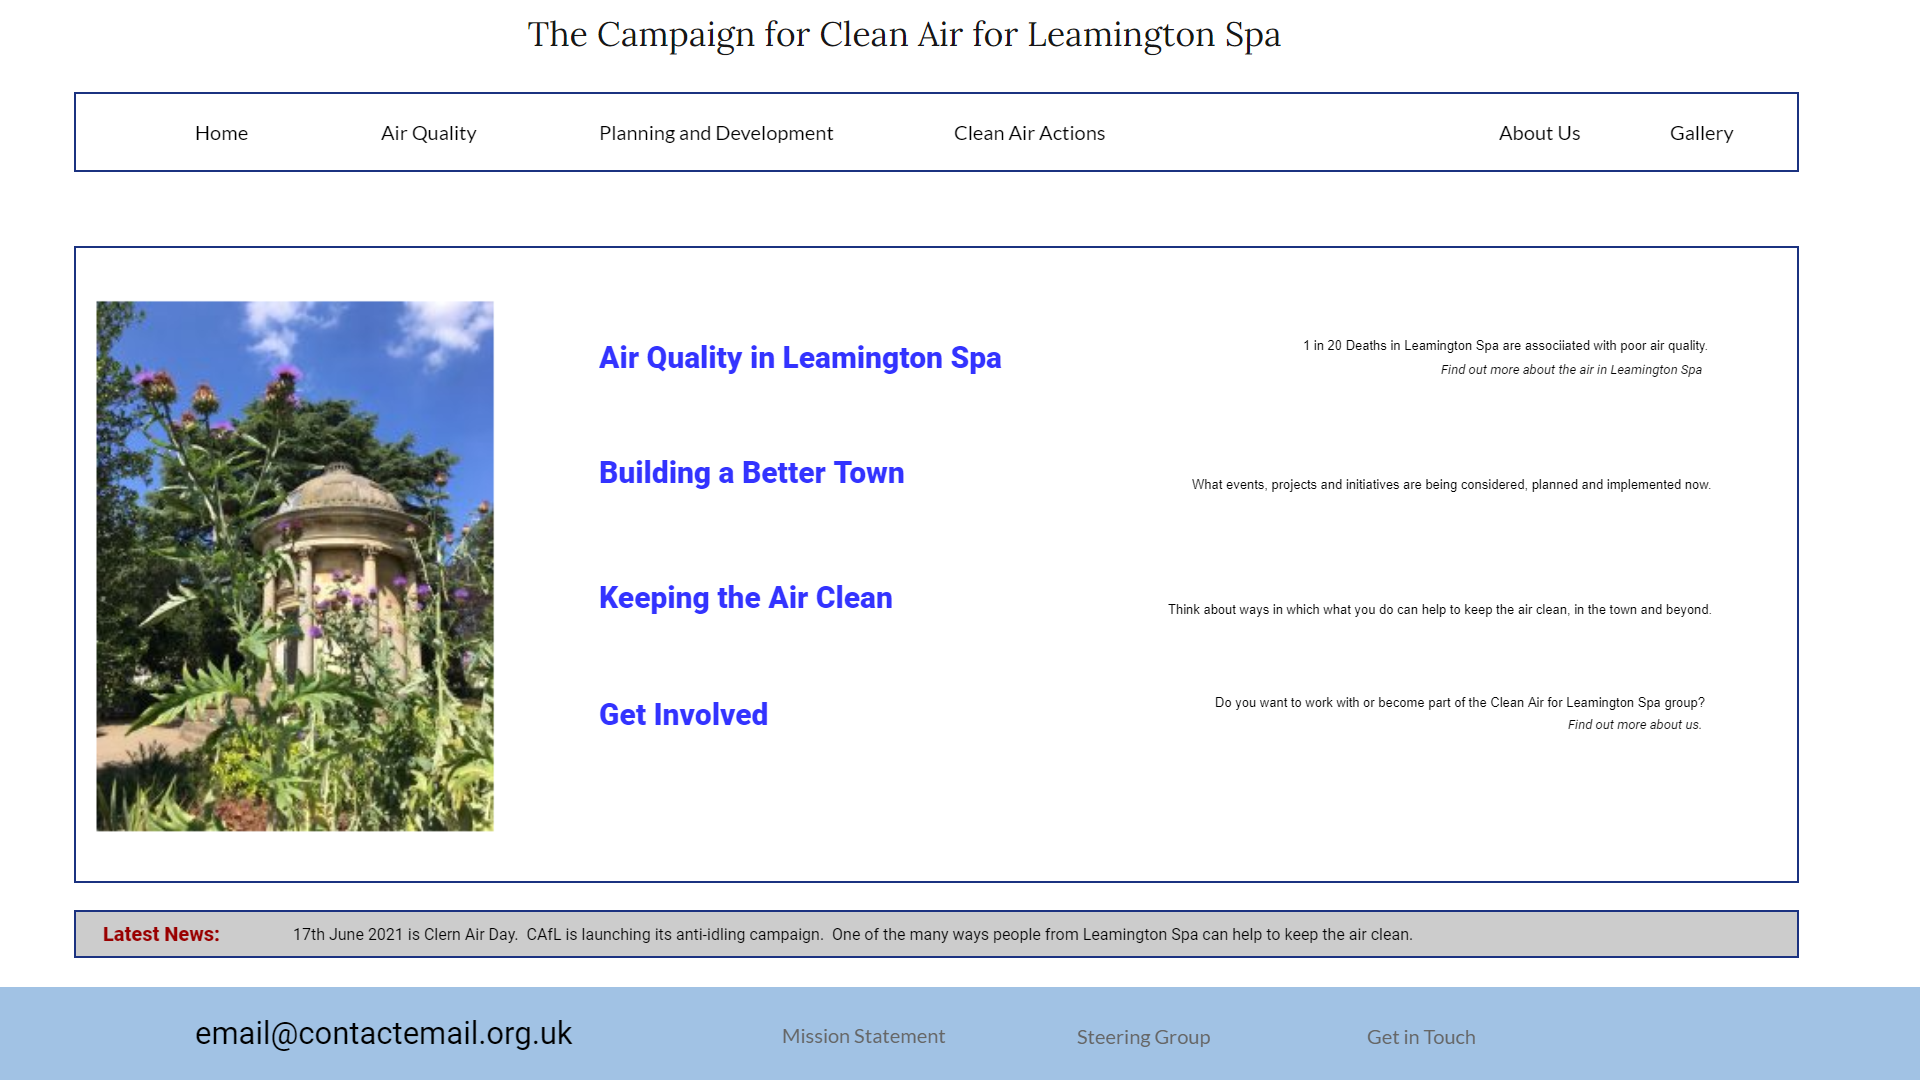 The Campaign for Clean Air for Leamington Spa
Home Air Quality Planning and Development Clean Air Actions About Us Gallery
Air Quality in Leamington Spa
1 in 20 Deaths in Leamington Spa are associiated with poor air quality.
Find out more about the air in Leamington Spa
Building a Better Town
What events, projects and initiatives are being considered, planned and implemented now.
Keeping the Air Clean
Think about ways in which what you do can help to keep the air clean, in the town and beyond.
Get Involved
Do you want to work with or become part of the Clean Air for Leamington Spa group?
Find out more about us.
Latest News: 17th June 2021 is Clern Air Day. CAfL is launching its anti-idling campaign. One of the many ways people from Leamington Spa can help to keep the air clean.
email@contactemail.org.uk Mission Statement Steering Group Get in Touch